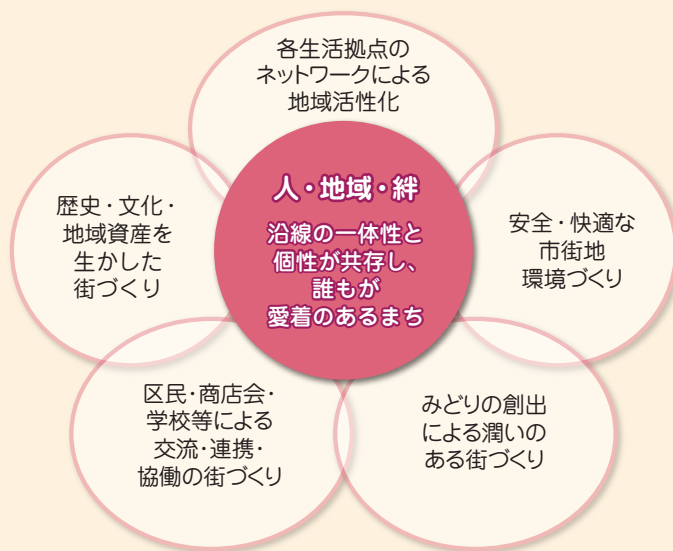 各生活拠点の
ネットワークによる
地域活性化
人・地域・絆
沿線の一体性と
個性が共存し、
誰もが
愛着のあるまち
歴史・文化・
地域資産を
生かした
街づくり
安全・快適な
市街地
環境づくり
区民・商店会・
学校等による
交流・連携・
協働の街づくり
みどりの創出
による潤いの
ある街づくり